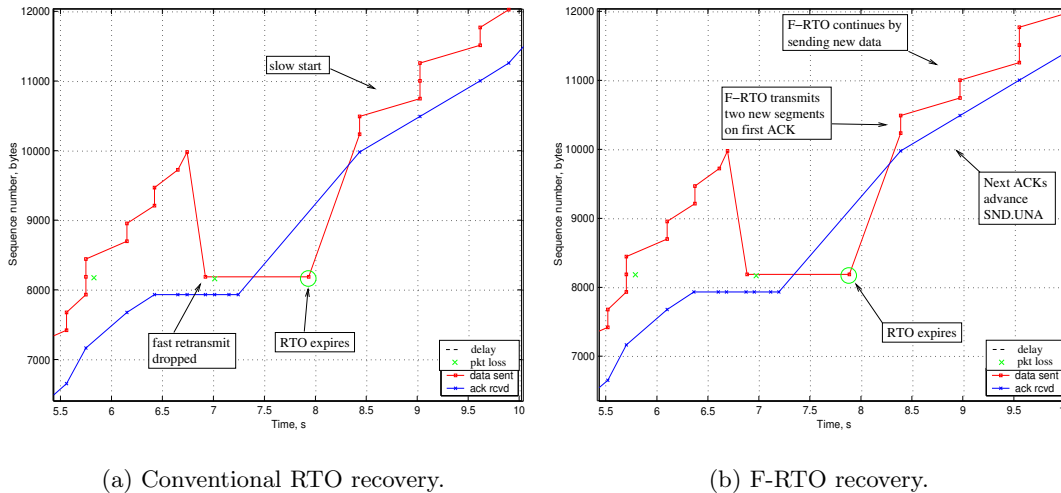 12000
11000
10000
9000
8000
7000
Sequence number, bytes
5.5 6 6.5 7 7.5 8 8.5 9 9.5 10
Time, s
slow start
fast retransmit
dropped
RTO expires
delay
pkt loss
data sent
ack rcvd
(a) Conventional RTO recovery.
12000
11000
10000
9000
8000
7000
Sequence number, bytes
5.5 6 6.5 7 7.5 8 8.5 9 9.5 10
Time, s
F−RTO continues by
sending new data
F−RTO transmits
two new segments
on first ACK
Next ACKs
advance
SND.UNA
RTO expires
delay
pkt loss
data sent
ack rcvd
(b) F-RTO recovery.